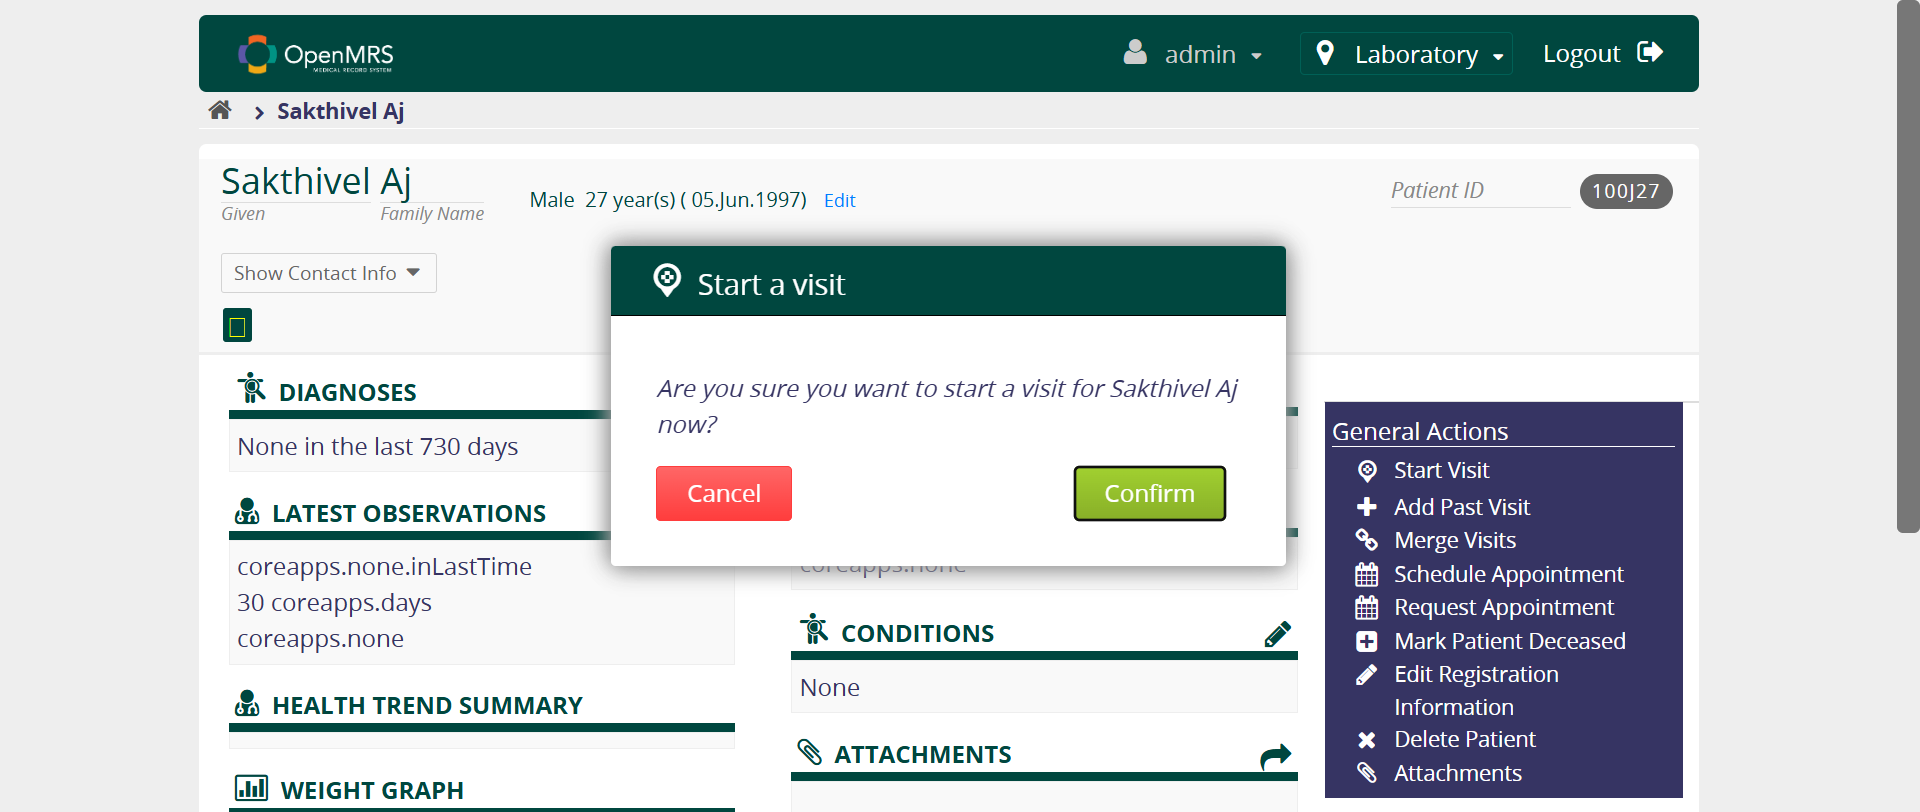 OpenMRS
MEDICAL RECORD SYSTEM
admin
Laboratory
Logout
Sakthivel Aj
Sakthivel Aj
Given Family Name
Male 27 year(s) ( 05.Jun.1997) Edit
Patient ID 100J27
Show Contact Info
Start a visit
Are you sure you want to start a visit for Sakthivel Aj
now?
Cancel
Confirm
DIAGNOSES
None in the last 730 days
LATEST OBSERVATIONS
coreapps.none.inLastTime
30 coreapps.days
coreapps.none
HEALTH TREND SUMMARY
WEIGHT GRAPH
coreapps.none
CONDITIONS
None
ATTACHMENTS
General Actions
Start Visit
Add Past Visit
Merge Visits
Schedule Appointment
Request Appointment
Mark Patient Deceased
Edit Registration
Information
Delete Patient
Attachments